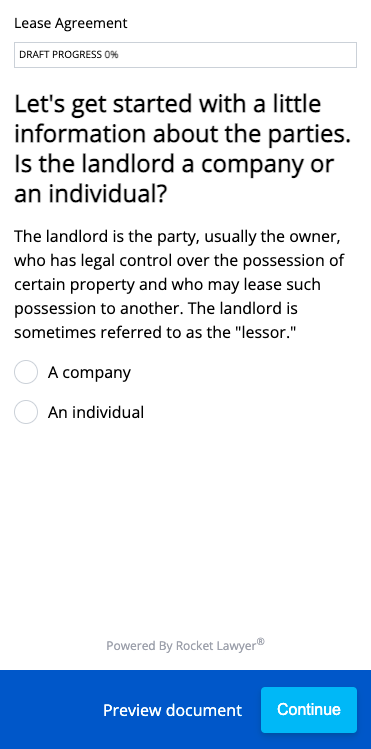 Lease Agreement
DRAFT PROGRESS 0%
Let's get started with a little
information about the parties.
Is the landlord a company or
an individual?
The landlord is the party, usually the owner,
who has legal control over the possession of
certain property and who may lease such
possession to another. The landlord is
sometimes referred to as the "lessor."
A company
An individual
Powered By Rocket Lawyer®
Preview document
Continue